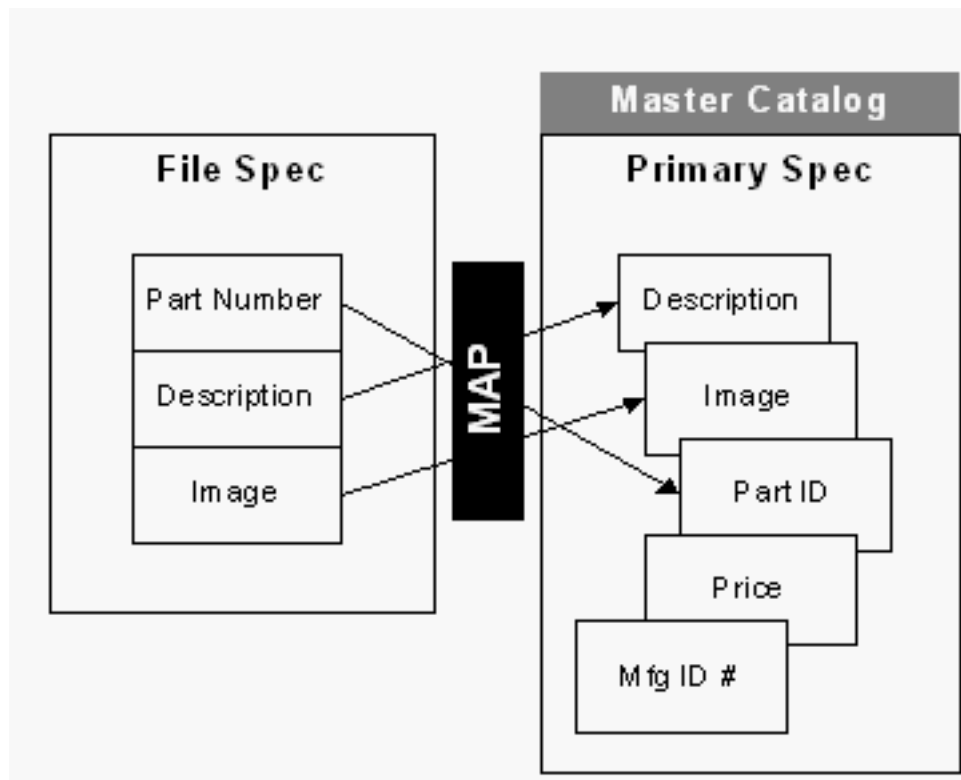 Master Catalog
File Spec
Primary Spec
Part Number
Description
Image
MAP
Description
Image
Part ID
Price
Mfg ID #